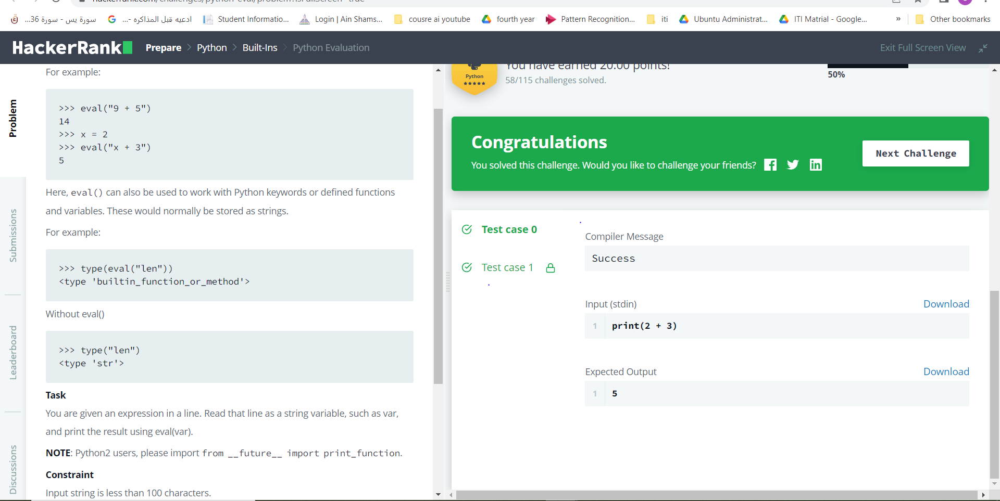 سورة يس - سورة 36...
ادعيه قبل المذاكره -...
Student Informatio...
Login | Ain Shams...
cousre ai youtube
fourth year
Pattern Recognition...
iti
Ubuntu Administrat...
ITI Matrial - Google...
»
Other bookmarks
HackerRank
Prepare > Python > Built-Ins > Python Evaluation
Exit Full Screen View
Problem
Submissions
Leaderboard
Discussions
For example:
>>> eval("9 + 5")
14
>>> x = 2
>>> eval("x + 3")
5
Here, eval() can also be used to work with Python keywords or defined functions
and variables. These would normally be stored as strings.
For example:
>>> type(eval("len"))
<type 'builtin_function_or_method'>
Without eval()
>>> type("len")
<type 'str'>
Task
You are given an expression in a line. Read that line as a string variable, such as var,
and print the result using eval(var).
NOTE: Python2 users, please import from __future__ import print_function.
Constraint
Input string is less than 100 characters.
Python
You have earned 20.00 points!
58/115 challenges solved.
50%
Congratulations
You solved this challenge. Would you like to challenge your friends?
Next Challenge
Test case 0
Test case 1
Compiler Message
Success
Input (stdin)
Download
1 print(2 + 3)
Expected Output
Download
1 5